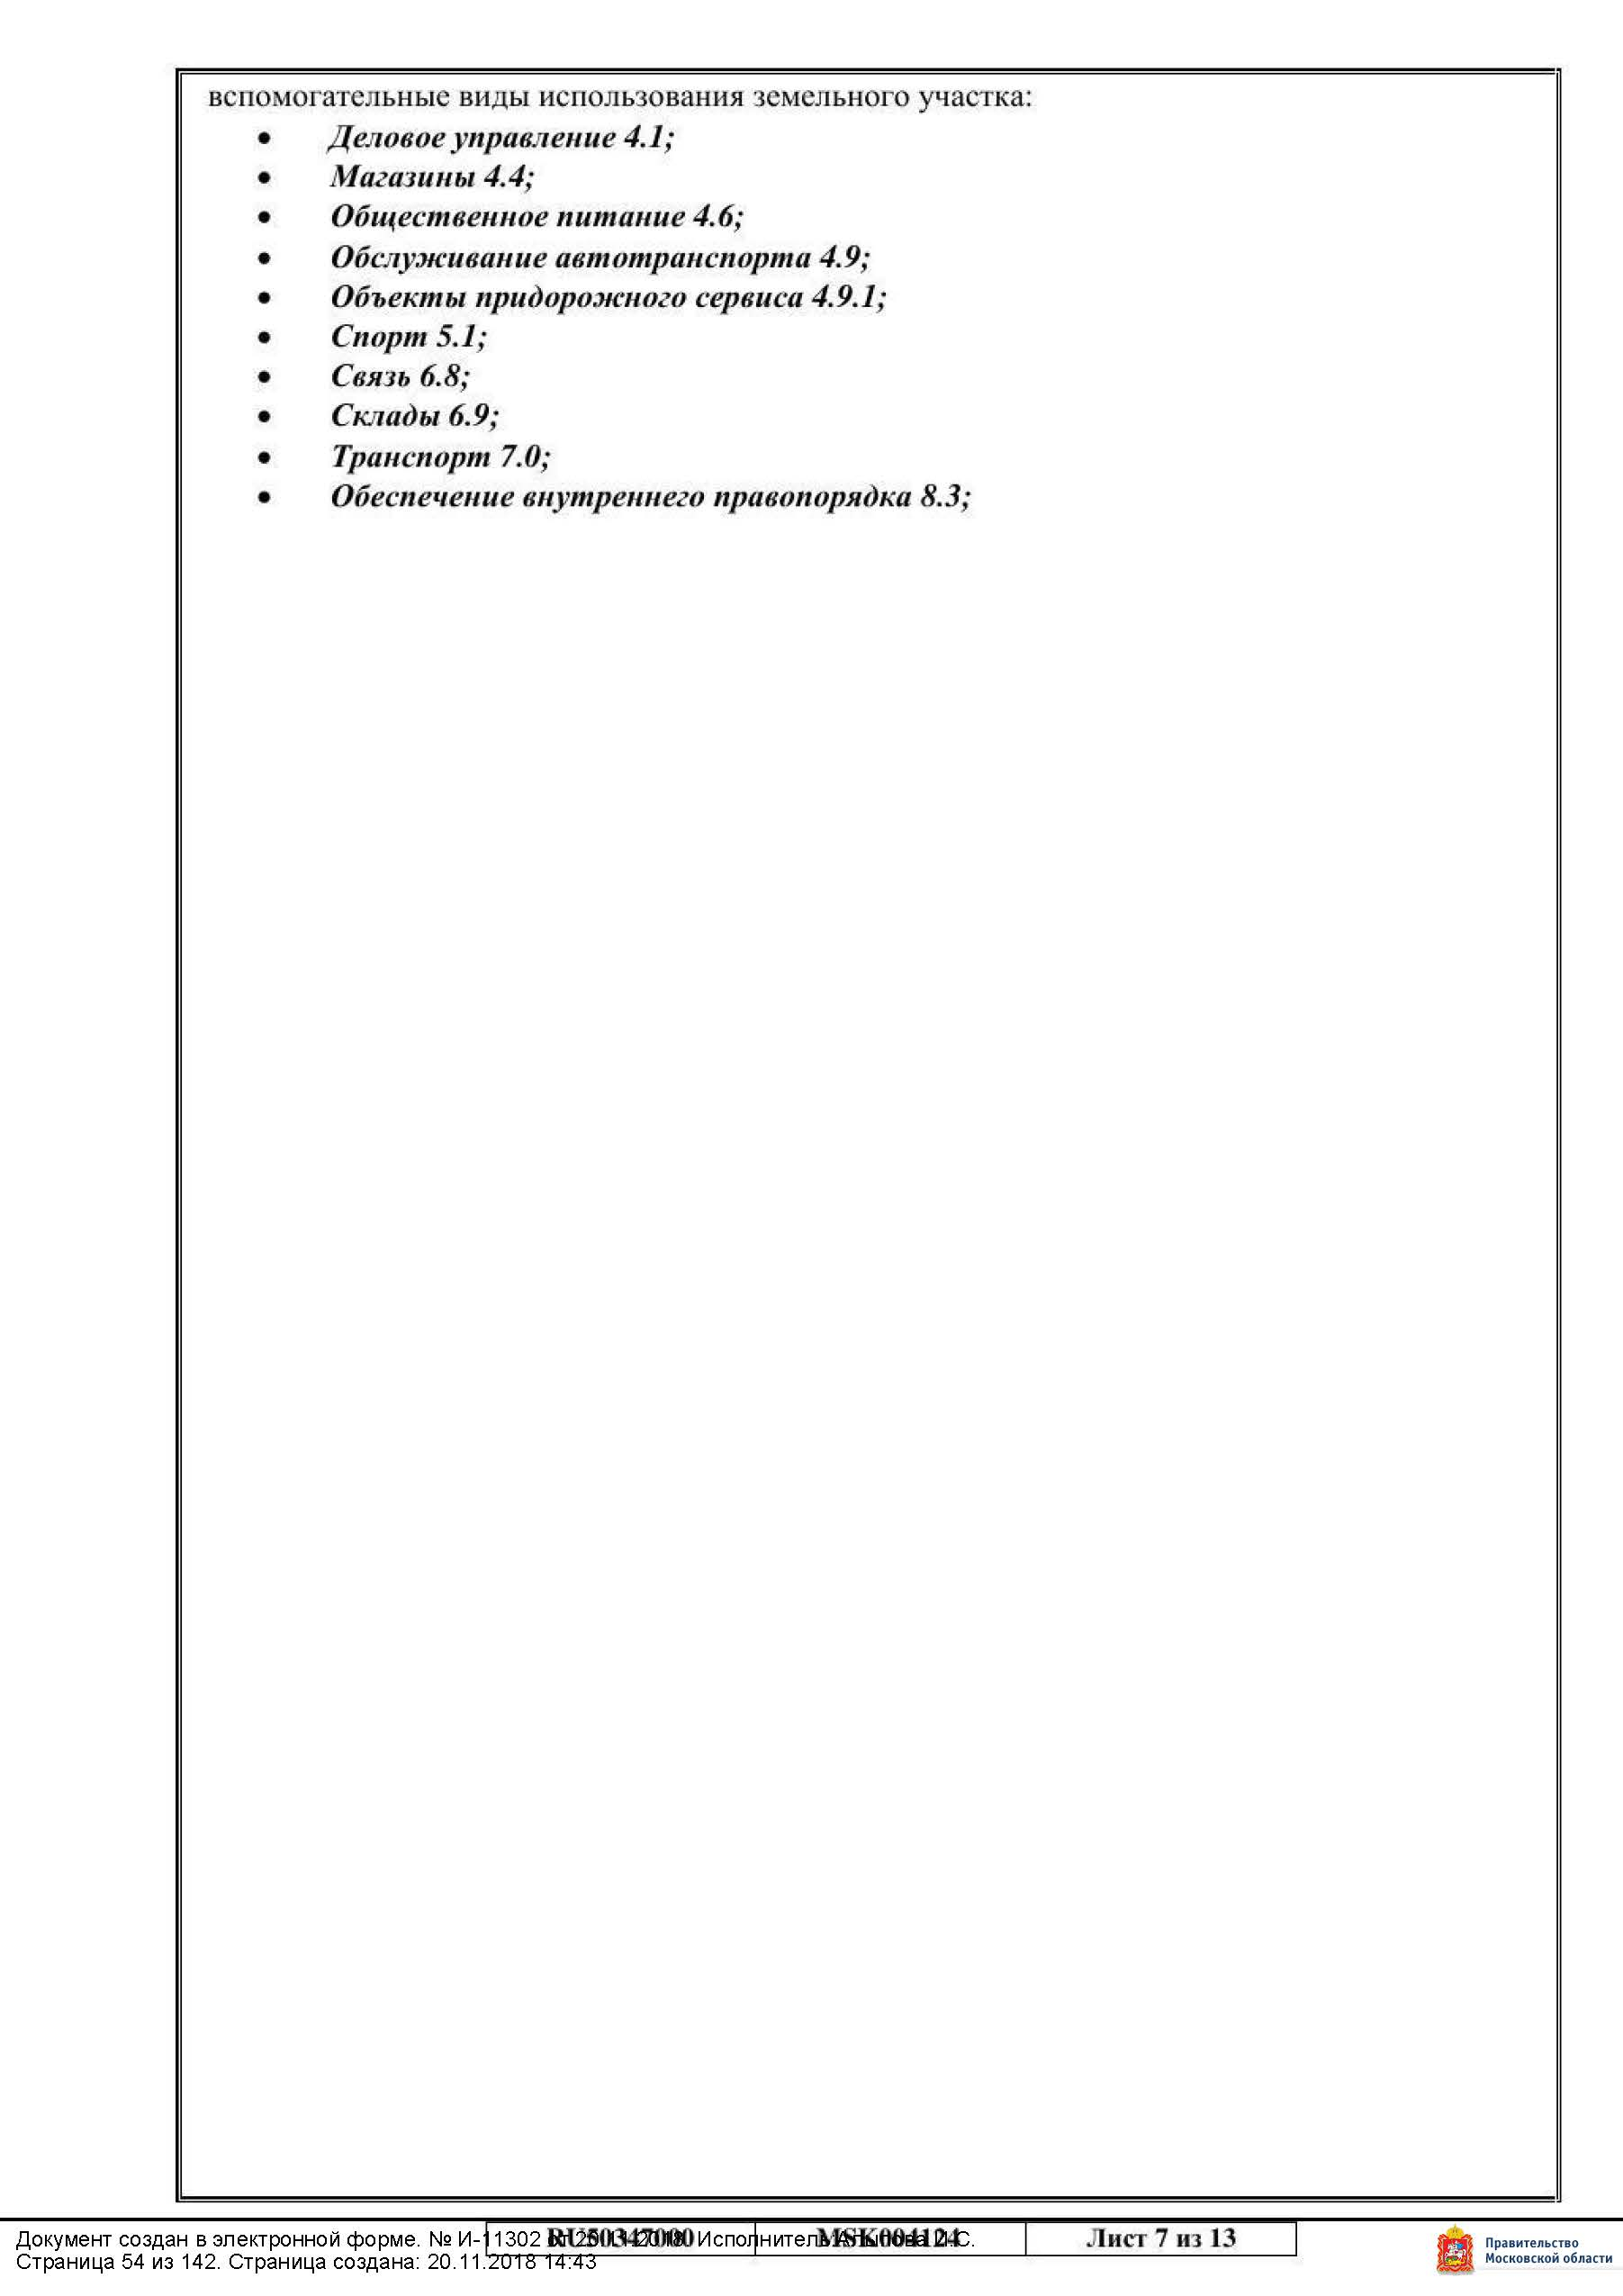 вспомогательные виды использования земельного участка:
• Деловое управление 4.1;
• Магазины 4.4;
• Общественное питание 4.6;
• Обслуживание автотранспорта 4.9;
• Объекты придорожного сервиса 4.9.1;
• Спорт 5.1;
• Связь 6.8;
• Склады 6.9;
• Транспорт 7.0;
• Обеспечение внутреннего правопорядка 8.3;
Документ создан в электронной форме. № И-11302 от 20.11.2018. Исполнитель И.С.
RU50347000 MSK004124 Лист 7 из 13
Страница 54 из 142. Страница создана: 20.11.2018 14:43
Правительство
Московской области